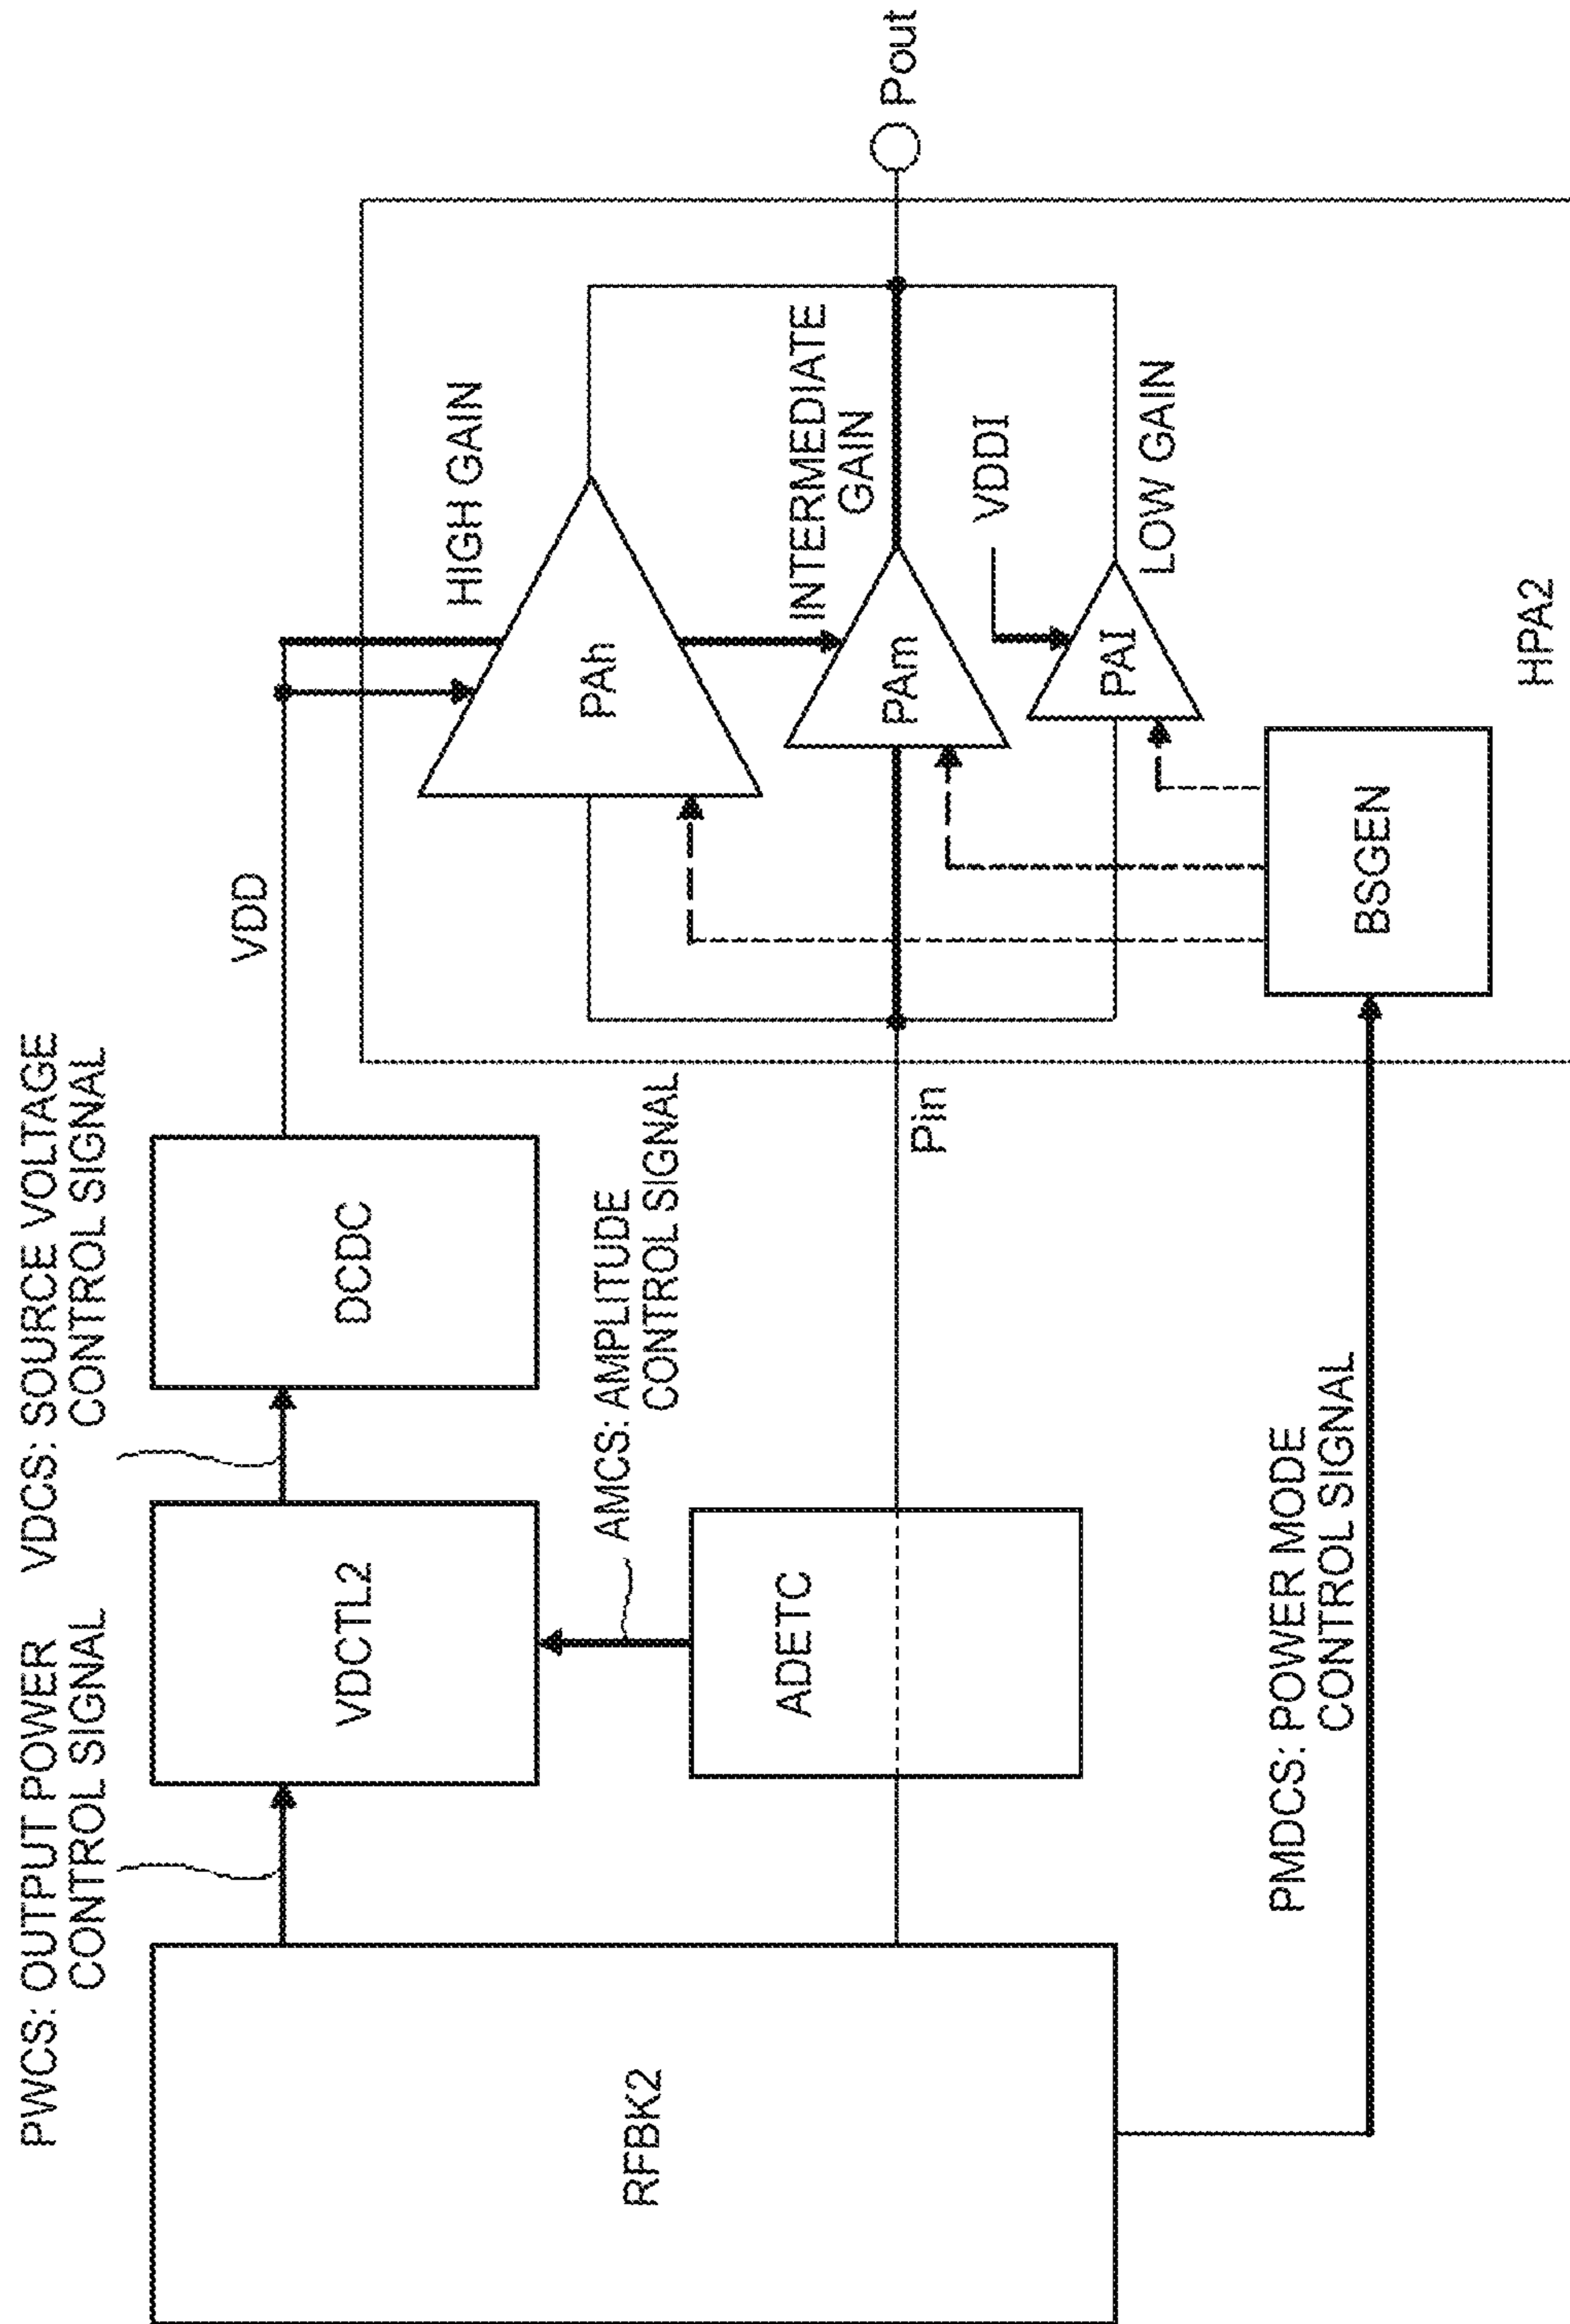 PWCS: OUTPUT POWER
CONTROL SIGNAL
VDCS: SOURCE VOLTAGE
CONTROL SIGNAL
RFBK2
VDCTL2
DCDC
VDD
AMCS: AMPLITUDE
CONTROL SIGNAL
ADETC
Pin
PMDCS: POWER MODE
CONTROL SIGNAL
HIGH GAIN
PAh
INTERMEDIATE
GAIN
PAm
VDDI
PAI
LOW GAIN
BSGEN
HPA2
Pout